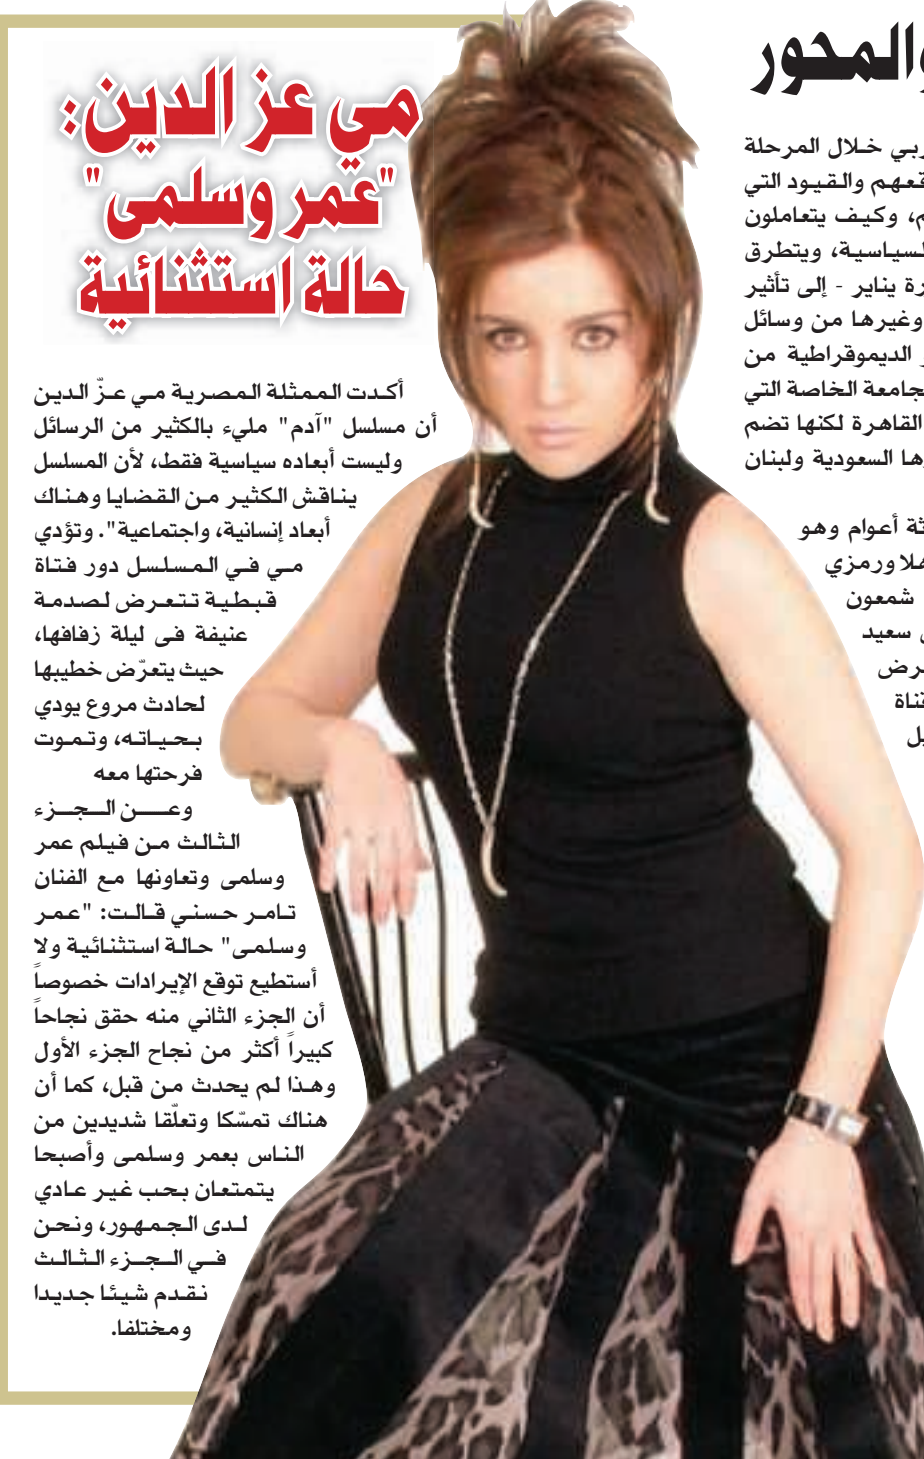 والمحور
مي عز الدين:
"عمر وسلمى"
حالة استثنائية
أكدت الممثلة المصرية مي عزّ الدين
أن مسلسل "آدم" مليء بالكثير من الرسائل
وليست أبعاده سياسية فقط، لأن المسلسل
يناقش الكثير من القضايا وهناك
أبعاد إنسانية، واجتماعية". وتؤدي
مي في المسلسل دور فتاة
قبطية تتعرض لصدمة
عنيفة فى ليلة زفافها،
حيث يتعرّض خطيبها
لحادث مروع يودي
بحياته، وتموت
فرحتها معه
وعن الجزء
الثالث من فيلم عمر
وسلمى وتعاونها مع الفنان
تامر حسني قالت: "عمر
وسلمى" حالة استثنائية ولا
أستطيع توقع الإيرادات خصوصاً
أن الجزء الثاني منه حقق نجاحاً
كبيراً أكثر من نجاح الجزء الأول
وهذا لم يحدث من قبل، كما أن
هناك تمسّكا وتعلّقا شديدين من
الناس بعمر وسلمى وأصبحا
يتمتعان بحب غير عادي
لدى الجمهور، ونحن
في الجزء الثالث
نقدم شيئا جديدا
ومختلفا.
خلال المرحلة
والقيود التي
وكيف يتعاملون
ويتطرق
يناير - إلى تأثير
وغيرها من وسائل
الديموقراطية من
الخاصة التي
القاهرة لكنها تضم
السعودية ولبنان
أعوام وهو
ورمزي
شمعون
سعيد